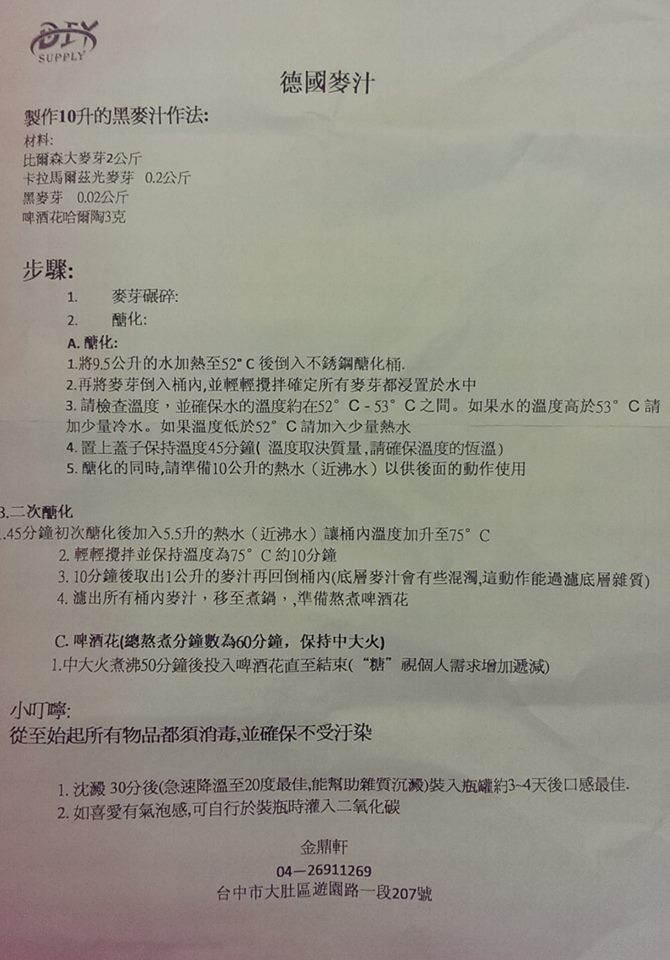 DIY
SUPPLY
德國麥汁
製作10升的黑麥汁作法:
材料:
比爾森大麥芽2公斤
卡拉馬爾茲光麥芽 0.2公斤
黑麥芽 0.02公斤
啤酒花哈爾陶3克
步驟:
1. 麥芽碾碎:
2. 醣化:
A. 醣化:
1.將9.5公升的水加熱至52°C 後倒入不銹鋼醣化桶.
2.再將麥芽倒入桶內,並輕輕攪拌確定所有麥芽都浸置於水中
3. 請檢查溫度，並確保水的溫度約在52°C - 53°C 之間。如果水的溫度高於53°C 請
加少量冷水。如果溫度低於52°C 請加入少量熱水
4. 置上蓋子保持溫度45分鐘( 溫度取決質量,請確保溫度的恆溫)
5. 醣化的同時,請準備10公升的熱水（近沸水）以供後面的動作使用
B.二次醣化
1.45分鐘初次醣化後加入5.5升的熱水（近沸水）讓桶內溫度加升至75°C
2. 輕輕攪拌並保持溫度為75°C 約10分鐘
3. 10分鐘後取出1公升的麥汁再回倒桶內(底層麥汁會有些混濁,這動作能過濾底層雜質)
4. 濾出所有桶內麥汁，移至煮鍋，,準備熬煮啤酒花
C. 啤酒花(總熬煮分鐘數為60分鐘，保持中大火)
1.中大火煮沸50分鐘後投入啤酒花直至結束(“糖”視個人需求增加遞減)
小叮嚀:
從至始起所有物品都須消毒,並確保不受汙染
1. 沈澱 30分後(急速降溫至20度最佳,能幫助雜質沉澱)裝入瓶罐約3~4天後口感最佳.
2. 如喜愛有氣泡感,可自行於裝瓶時灌入二氧化碳
金鼎軒
04—26911269
台中市大肚區遊園路一段207號